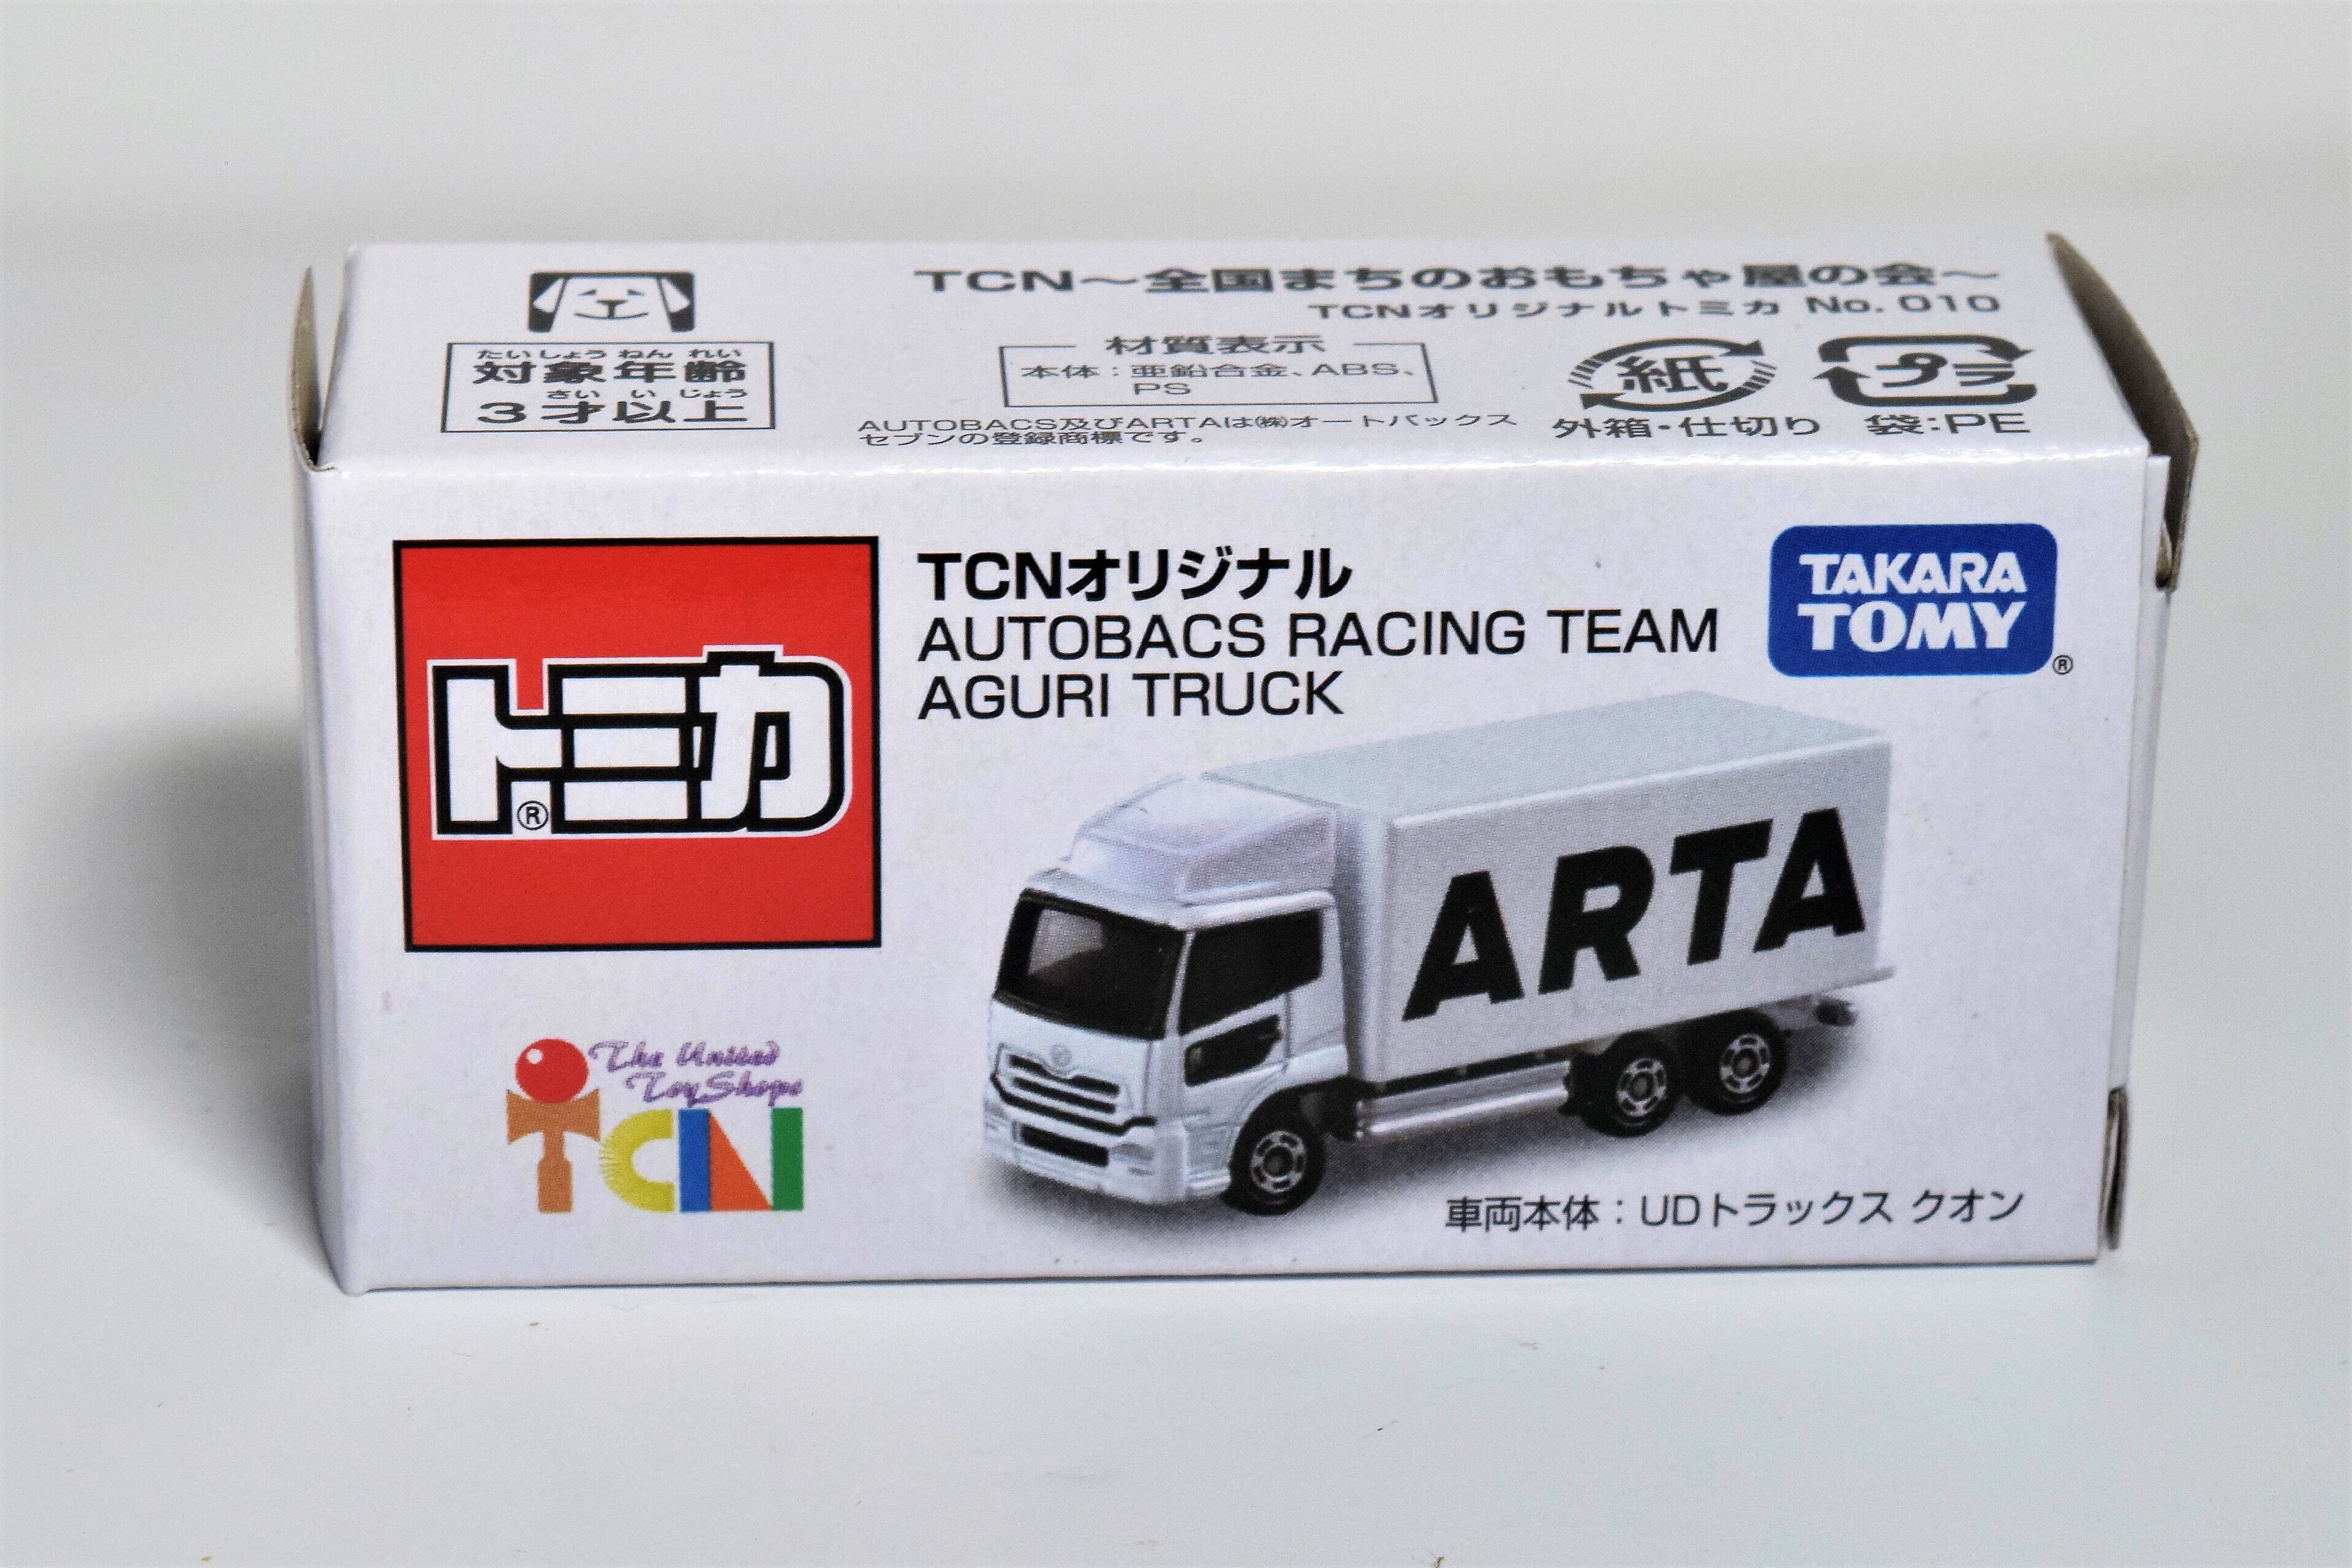 TCN～全国まちのおもちゃ屋の会～
TCNオリジナルトミカ No. 010
たいしょう ねん れい
対象年齢
さい い じょう
3才以上
材質表示
本体：亜鉛合金、ABS、
PS
AUTOBACS及びARTAは㈱オートバックス
セブンの登録商標です。
紙
外箱・仕切り
プラ
袋:PE
トミカ®
TCNオリジナル
AUTOBACS RACING TEAM
AGURI TRUCK
TAKARA
TOMY®
ARTA
The United
Toy Shops
TCN
車両本体：UDトラックス クオン